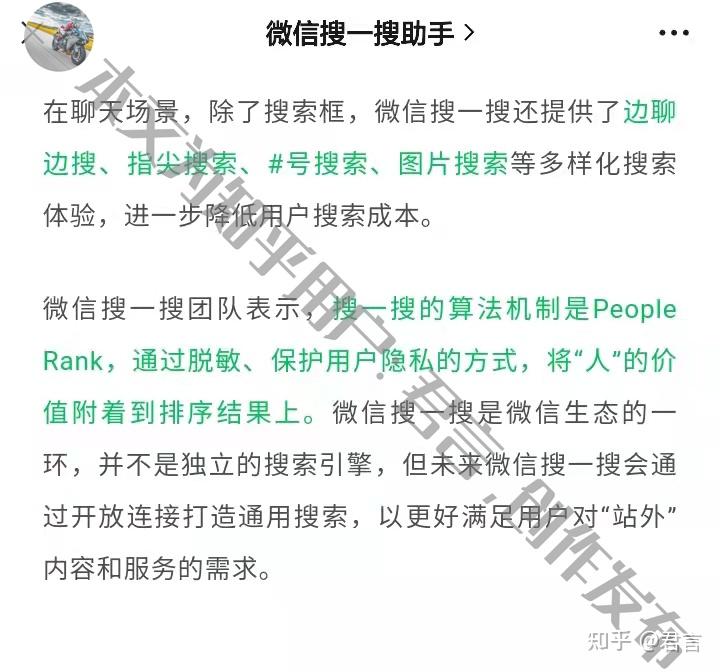 微信搜一搜助手 >
在聊天场景，除了搜索框，微信搜一搜还提供了边聊
边搜、指尖搜索、#号搜索、图片搜索等多样化搜索
体验，进一步降低用户搜索成本。
微信搜一搜团队表示，搜一搜的算法机制是People
Rank，通过脱敏、保护用户隐私的方式，将“人”的价
值附着到排序结果上。微信搜一搜是微信生态的一
环，并不是独立的搜索引擎，但未来微信搜一搜会通
过开放连接打造通用搜索，以更好满足用户对“站外”
内容和服务的需求。
本文为知乎用户：君言，创作发布
知乎 @君言